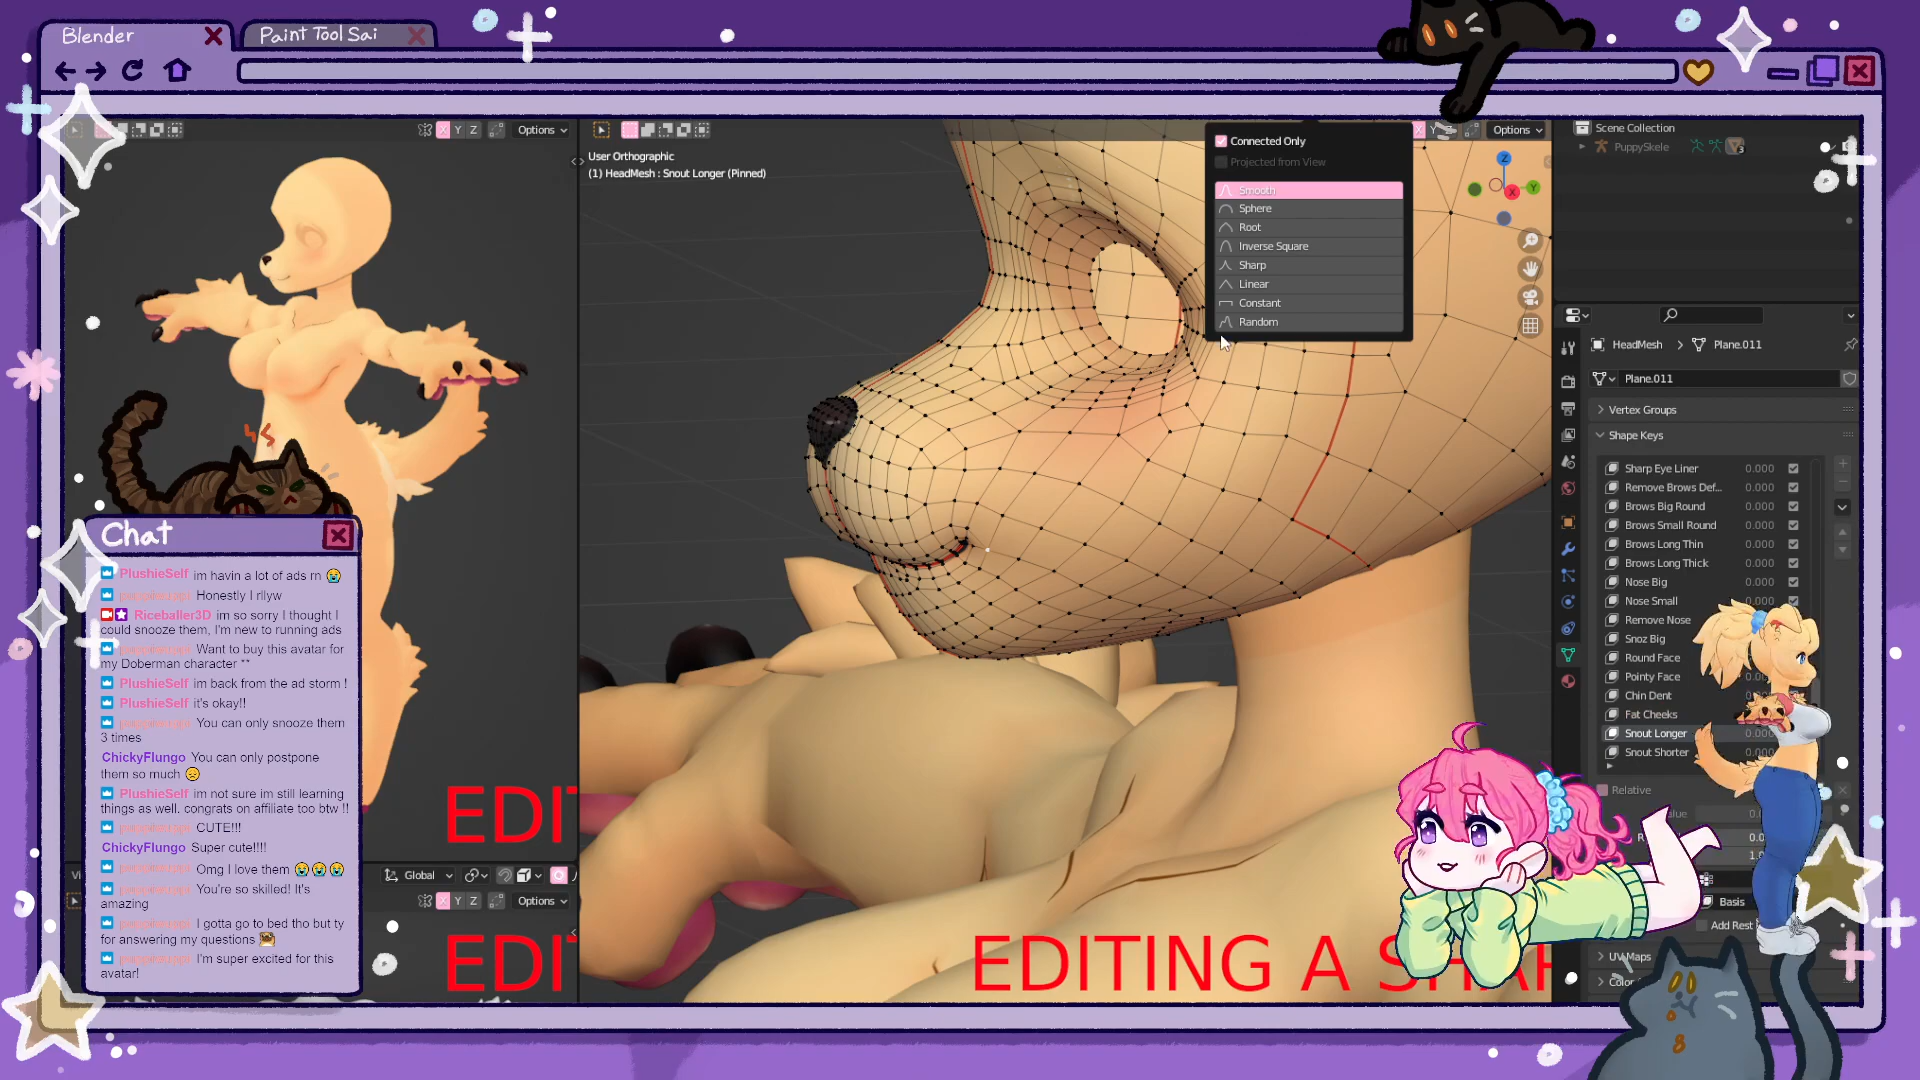 Blender
Paint Tool Sai
X Y Z
Options
Options
User Orthographic
(1) HeadMesh : Snout Longer (Pinned)
Connected Only
Projected from View
Smooth
Sphere
Root
Inverse Square
Sharp
Linear
Constant
Random
Z
Y
X
Scene Collection
PuppySkele
3
HeadMesh
Plane.011
Plane.011
Vertex Groups
Shape Keys
Sharp Eye Liner 0.000
Remove Brows Def... 0.000
Brows Big Round 0.000
Brows Small Round 0.000
Brows Long Thin 0.000
Brows Long Thick 0.000
Nose Big 0.000
Nose Small 0.000
Remove Nose
Snoz Big
Round Face
Pointy Face
Chin Dent
Fat Cheeks
Snout Longer 0.000
Snout Shorter 0.000
Relative
Basis
Add Rest
UV Maps
Chat
PlushieSelf im havin a lot of ads rn 😭
Honestly I rllyw
Riceballer3D im so sorry I thought I
could snooze them, I'm new to running ads
Want to buy this avatar for
my Doberman character **
PlushieSelf im back from the ad storm !
PlushieSelf it's okay!!
You can only snooze them
3 times
ChickyFlungo You can only postpone
them so much 😞
PlushieSelf im not sure im still learning
things as well. congrats on affiliate too btw !!
CUTE!!!
ChickyFlungo Super cute!!!!
Omg I love them 😭😭😭
You're so skilled! It's
amazing
I gotta go to bed tho but ty
for answering my questions
I'm super excited for this
avatar!
Global
X Y Z
Options
EDIT
EDIT
EDITING A SHAP